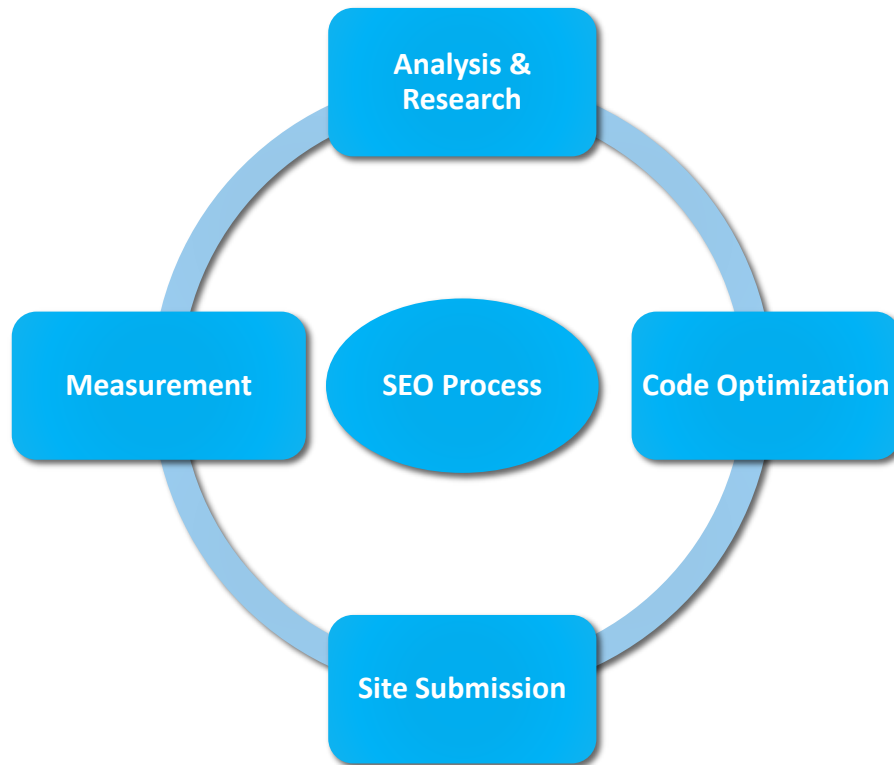 Analysis &
Research
Measurement
SEO Process
Code Optimization
Site Submission